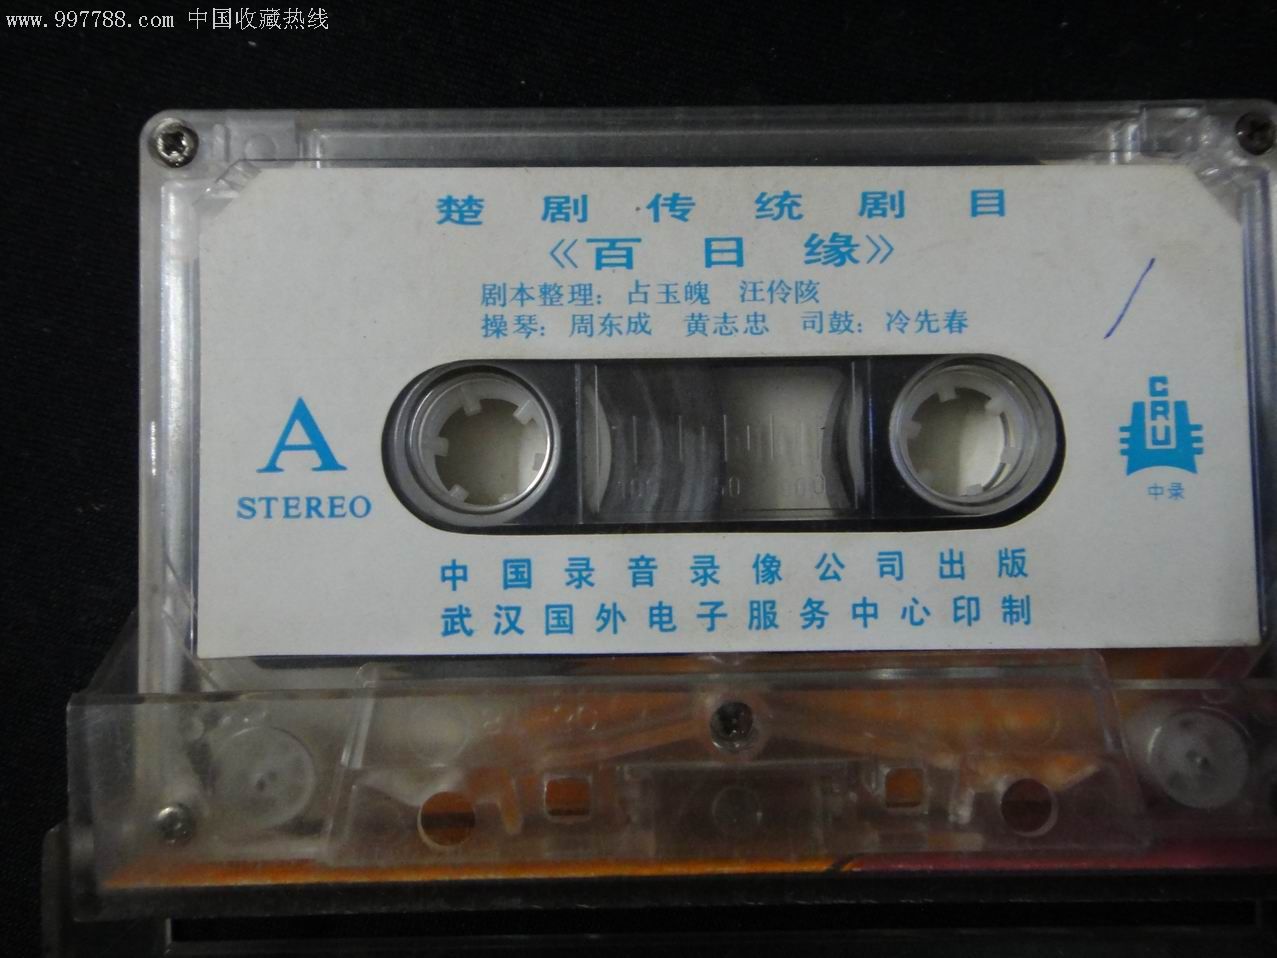 www.997788.com 中国收藏热线
楚剧传统剧目
《百日缘》
剧本整理：占玉魄 汪伶陔
操琴：周东成 黄志忠 司鼓：冷先春
A
STEREO
100 50 0
CRU
中录
中国录音录像公司出版
武汉国外电子服务中心印制